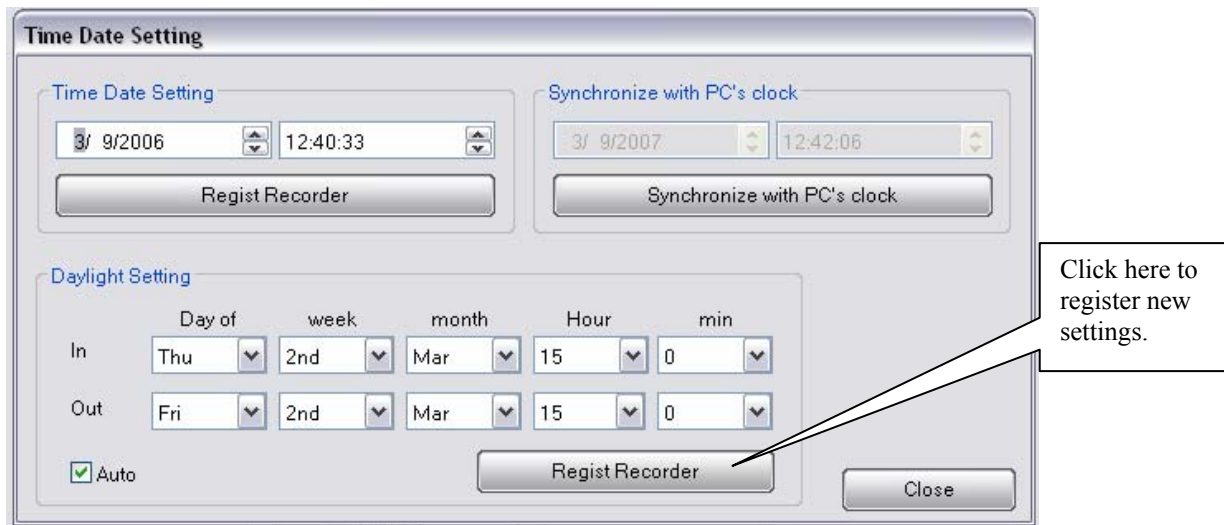 Time Date Setting
Time Date Setting
3/ 9/2006 12:40:33
Regist Recorder
Synchronize with PC's clock
3/ 9/2007 12:42:06
Synchronize with PC's clock
Daylight Setting
Day of week month Hour min
In Thu 2nd Mar 15 0
Out Fri 2nd Mar 15 0
Auto
Regist Recorder
Close
Click here to
register new
settings.